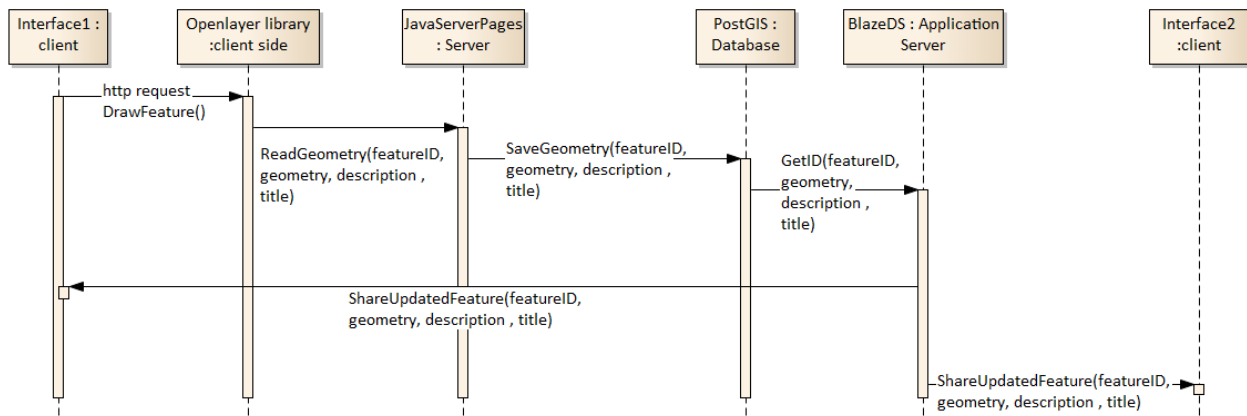 Interface1 :
client
Openlayer library
:client side
JavaServerPages
: Server
PostGIS :
Database
BlazeDS : Application
Server
Interface2
:client
http request
DrawFeature()
ReadGeometry(featureID,
geometry, description ,
title)
SaveGeometry(featureID,
geometry, description ,
title)
GetID(featureID,
geometry,
description ,
title)
ShareUpdatedFeature(featureID,
geometry, description , title)
ShareUpdatedFeature(featureID,
geometry, description , title)